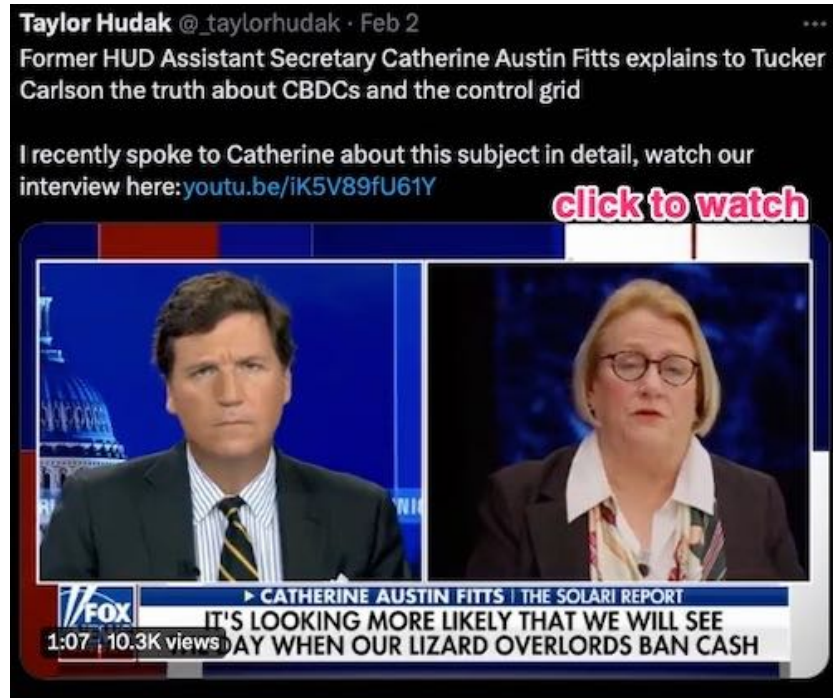 Taylor Hudak @_taylorhudak · Feb 2
Former HUD Assistant Secretary Catherine Austin Fitts explains to Tucker
Carlson the truth about CBDCs and the control grid
I recently spoke to Catherine about this subject in detail, watch our
interview here: youtu.be/iK5V89fU61Y
click to watch
CATHERINE AUSTIN FITTS | THE SOLARI REPORT
FOX
IT'S LOOKING MORE LIKELY THAT WE WILL SEE
1:07 10.3K views DAY WHEN OUR LIZARD OVERLORDS BAN CASH